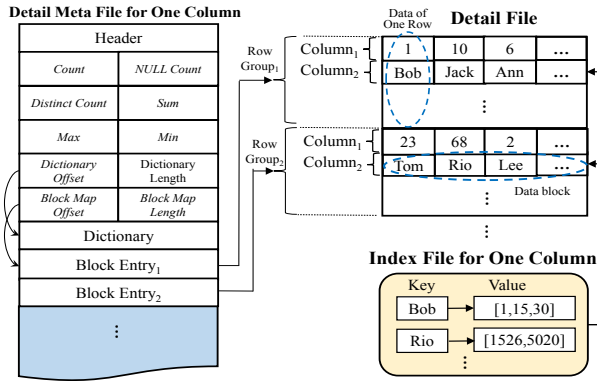 Detail Meta File for One Column
Header
Count NULL Count
Distinct Count Sum
Max Min
Dictionary Offset Dictionary Length
Block Map Offset Block Map Length
Dictionary
Block Entry1
Block Entry2
⋮
Data of One Row
Detail File
Row Group1
Column1 1 10 6 ...
Column2 Bob Jack Ann ...
⋮
Row Group2
Column1 23 68 2 ...
Column2 Tom Rio Lee ...
Data block
⋮
⋮
Index File for One Column
Key Value
Bob [1,15,30]
Rio [1526,5020]
⋮